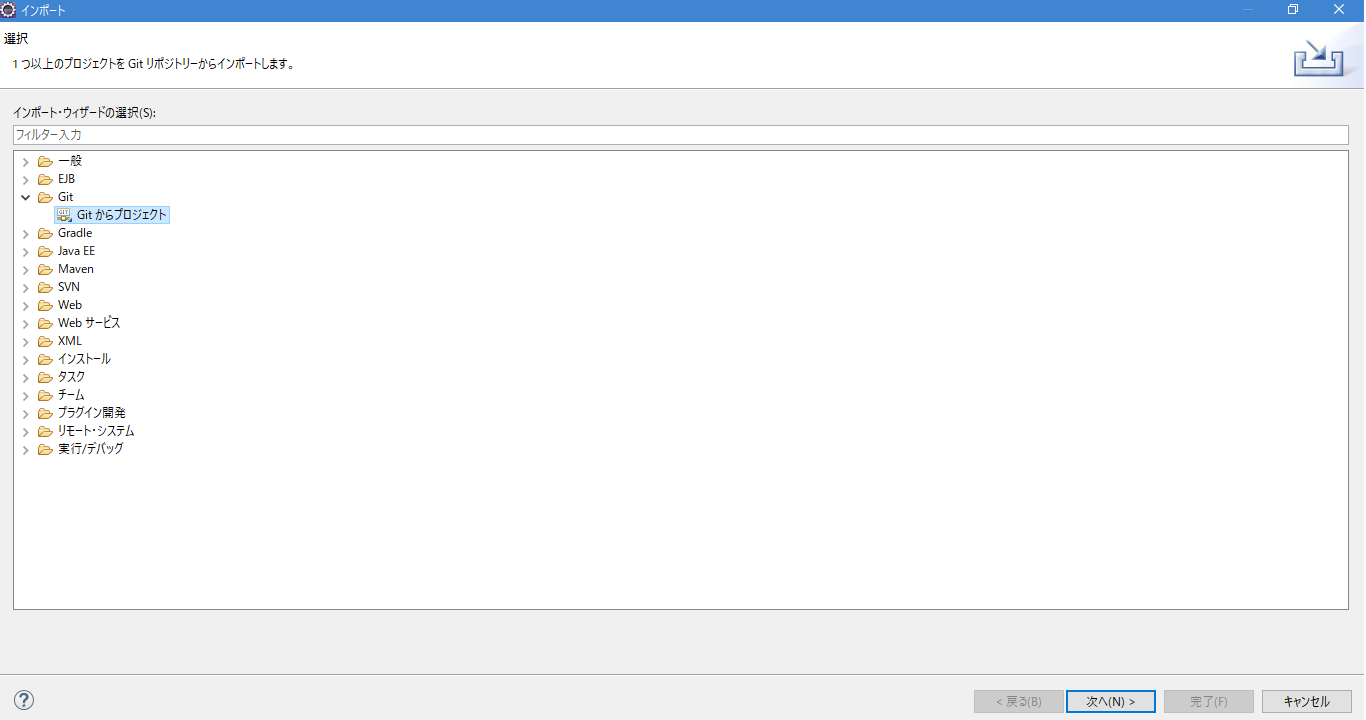 インポート
選択
1 つ以上のプロジェクトを Git リポジトリーからインポートします。
インポート・ウィザードの選択(S):
フィルター入力
一般
EJB
Git
Git からプロジェクト
Gradle
Java EE
Maven
SVN
Web
Web サービス
XML
インストール
タスク
チーム
プラグイン開発
リモート・システム
実行/デバッグ
< 戻る(B) 次へ(N) > 完了(F) キャンセル